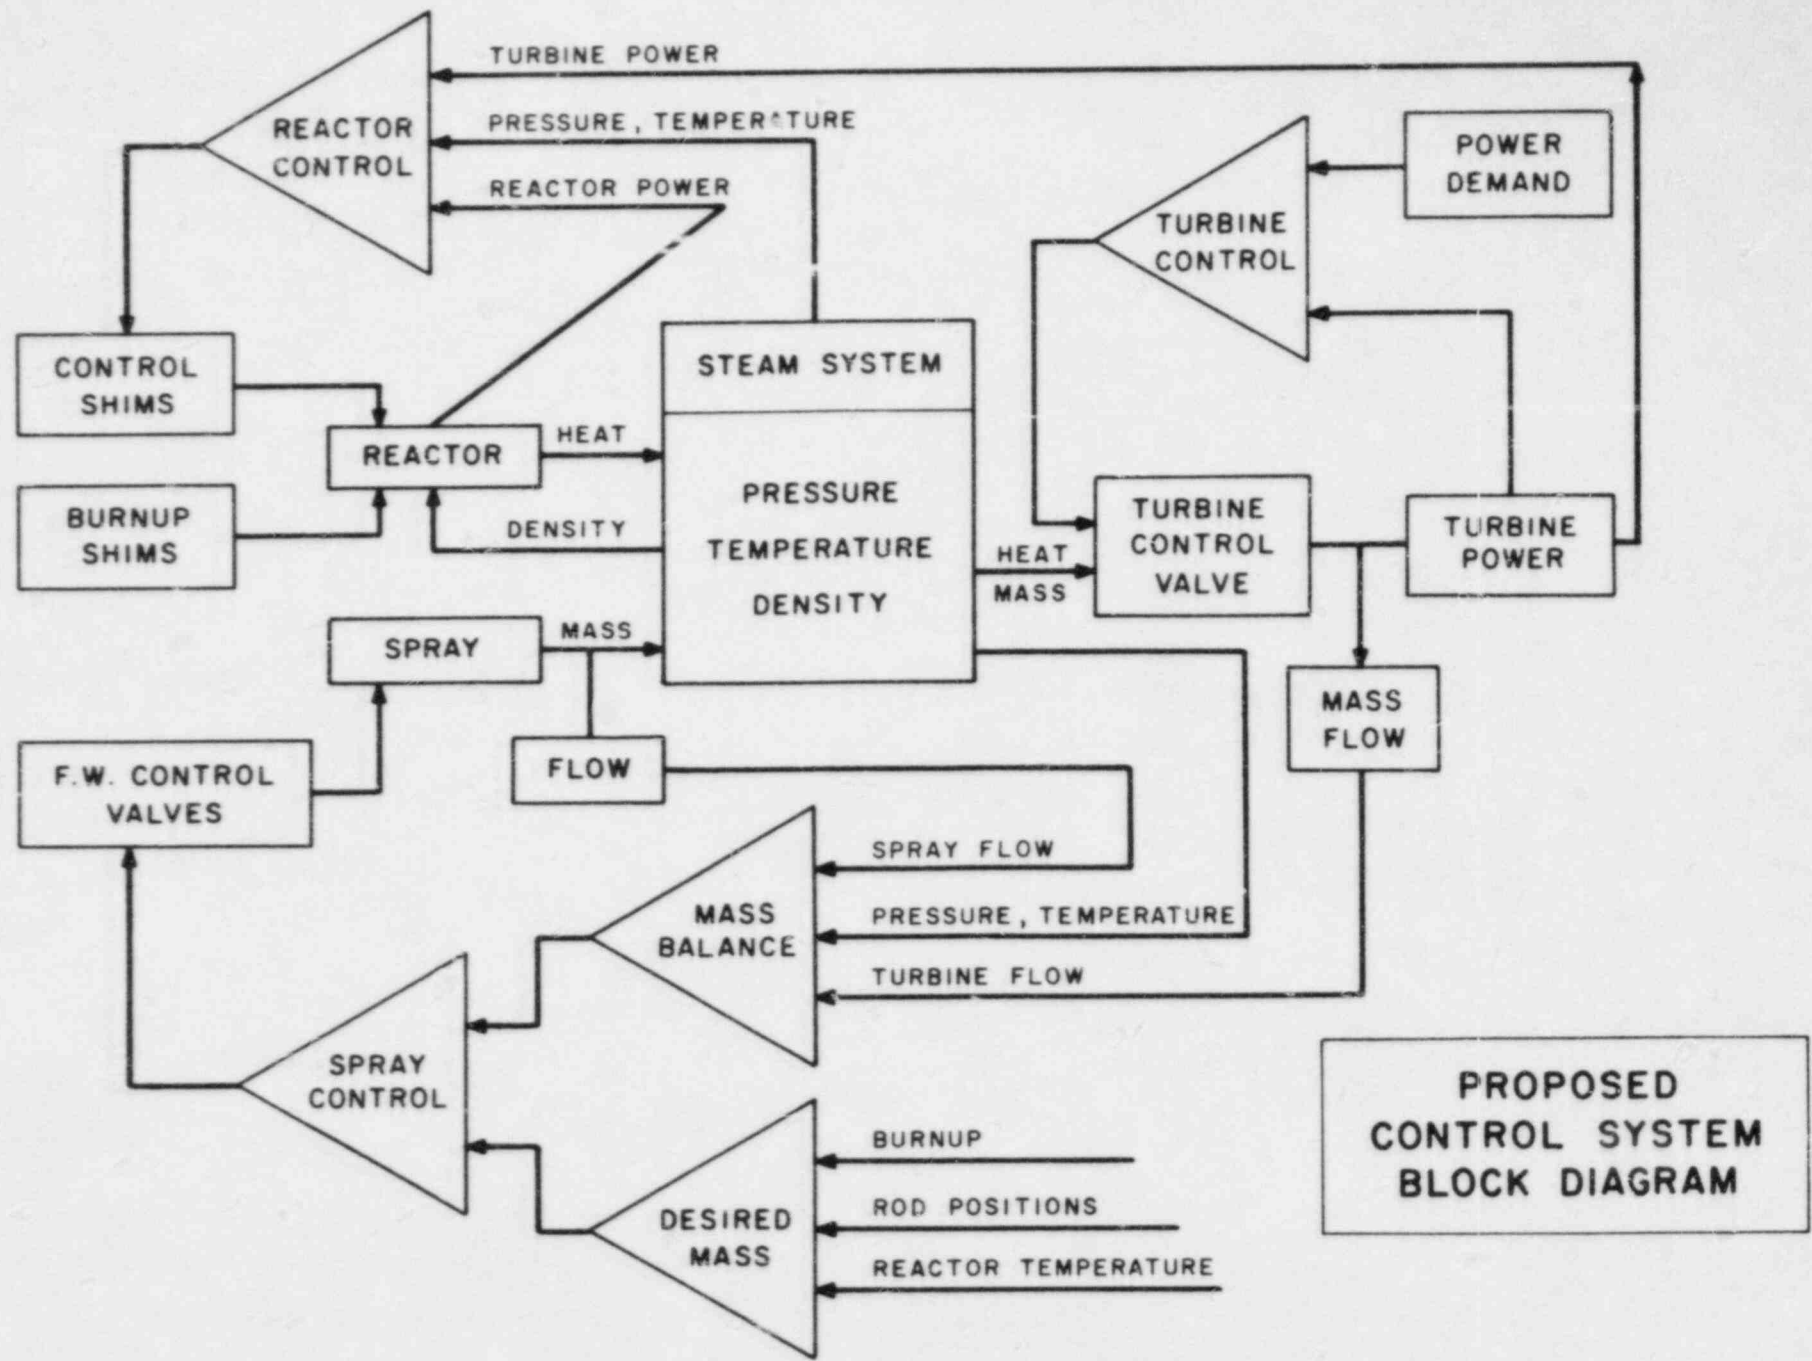 TURBINE POWER
PRESSURE, TEMPERATURE
REACTOR POWER
REACTOR
CONTROL
POWER
DEMAND
TURBINE
CONTROL
CONTROL
SHIMS
STEAM SYSTEM
REACTOR
HEAT
BURNUP
SHIMS
DENSITY
PRESSURE
TEMPERATURE
DENSITY
HEAT
MASS
TURBINE
CONTROL
VALVE
TURBINE
POWER
SPRAY
MASS
MASS
FLOW
F.W. CONTROL
VALVES
FLOW
SPRAY FLOW
PRESSURE, TEMPERATURE
TURBINE FLOW
MASS
BALANCE
SPRAY
CONTROL
BURNUP
ROD POSITIONS
REACTOR TEMPERATURE
DESIRED
MASS
PROPOSED
CONTROL SYSTEM
BLOCK DIAGRAM